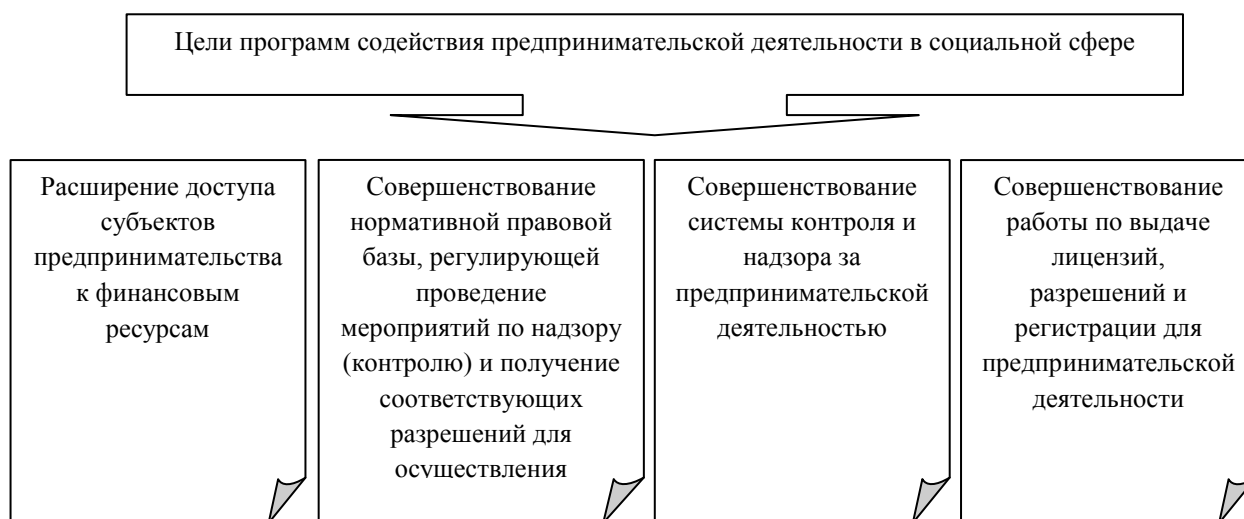 Цели программ содействия предпринимательской деятельности в социальной сфере
Расширение доступа
субъектов
предпринимательства
к финансовым
ресурсам
Совершенствование
нормативной правовой
базы, регулирующей
проведение
мероприятий по надзору
(контролю) и получение
соответствующих
разрешений для
осуществления
Совершенствование
системы контроля и
надзора за
предпринимательской
деятельностью
Совершенствование
работы по выдаче
лицензий,
разрешений и
регистрации для
предпринимательской
деятельности